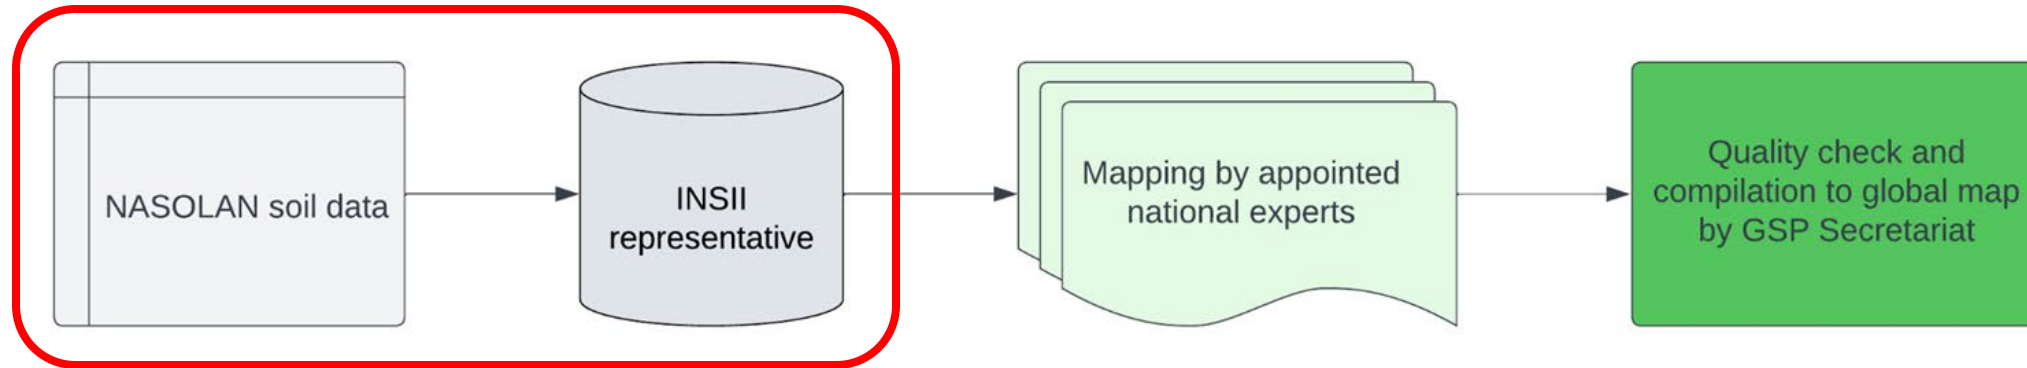 NASOLAN soil data
INSII
representative
Mapping by appointed
national experts
Quality check and
compilation to global map
by GSP Secretariat